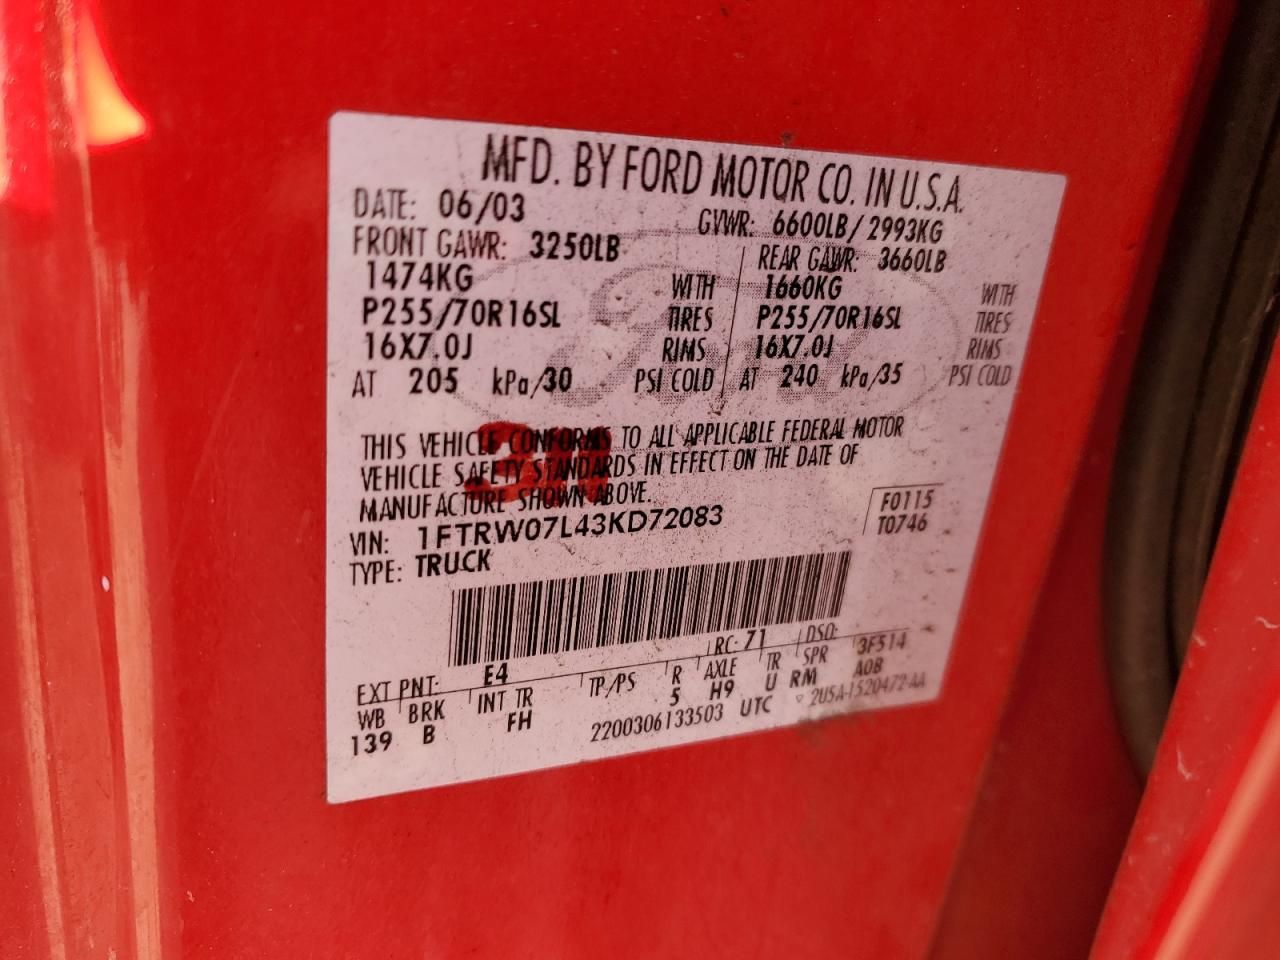 MFD. BY FORD MOTOR CO. IN U.S.A.
DATE: 06/03 GVWR: 6600LB/ 2993KG
FRONT GAWR: 3250LB REAR GAWR: 3660LB
1474KG WITH 1660KG WITH
P255/70R16SL TIRES P255/70R16SL TIRES
16X7.0J RIMS 16X7.0J RIMS
AT 205 kPa/30 PSI COLD AT 240 kPa/35 PSI COLD
THIS VEHICLE CONFORMS TO ALL APPLICABLE FEDERAL MOTOR
VEHICLE SAFETY STANDARDS IN EFFECT ON THE DATE OF
MANUFACTURE SHOWN ABOVE.
VIN: 1FTRW07L43KD72083 F0115
TYPE: TRUCK T0746
EXT PNT: E4 RC: 71 DSO: 3F514
WB BRK INT TR TP/PS R AXLE TR SPR A0B
139 B FH 5 H9 U RM
2200306133503 UTC 2USA-1520472-AA